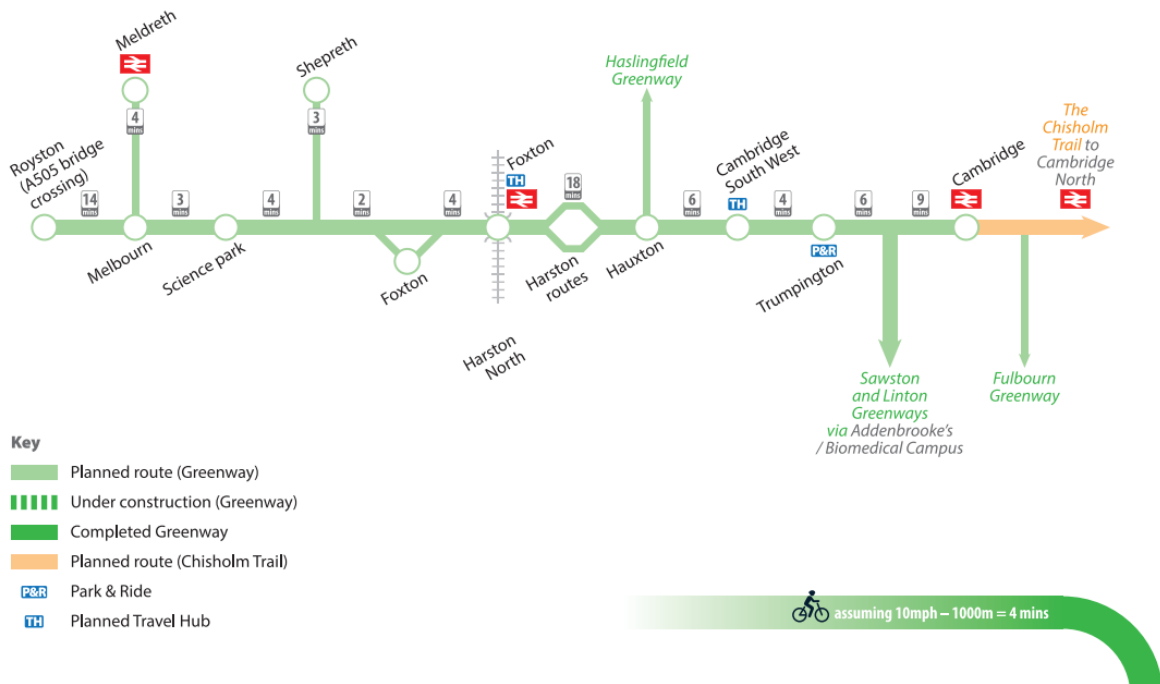 Meldreth
4
mins
Shepreth
3
mins
Haslingfield
Greenway
Royston
(A505 bridge
crossing)
14
mins
Melbourn
3
mins
Science park
4
mins
2
mins
Foxton
4
mins
Foxton
TH
Harston
North
18
mins
Harston
routes
Hauxton
6
mins
Cambridge
South West
TH
4
mins
P&R
Trumpington
6
mins
9
mins
Cambridge
The
Chisholm
Trail to
Cambridge
North
Sawston
and Linton
Greenways
via Addenbrooke's
/ Biomedical Campus
Fulbourn
Greenway
Key
Planned route (Greenway)
Under construction (Greenway)
Completed Greenway
Planned route (Chisholm Trail)
P&R Park & Ride
TH Planned Travel Hub
assuming 10mph – 1000m = 4 mins